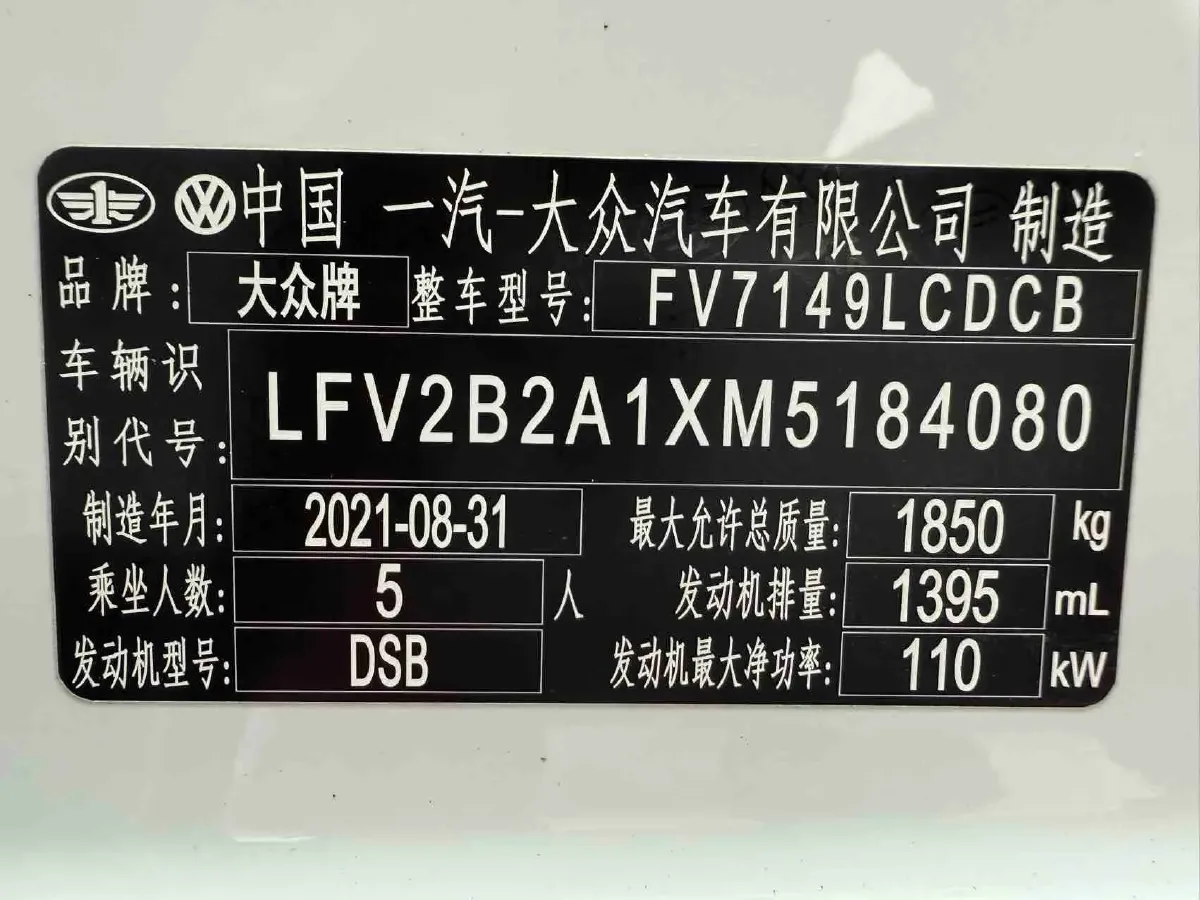 中国 一汽-大众汽车有限公司 制造
品牌: 大众牌 整车型号: FV7149LCDCB
车辆识
别代号: LFV2B2A1XM5184080
制造年月: 2021-08-31 最大允许总质量: 1850 kg
乘坐人数: 5 人 发动机排量: 1395 mL
发动机型号: DSB 发动机最大净功率: 110 kW